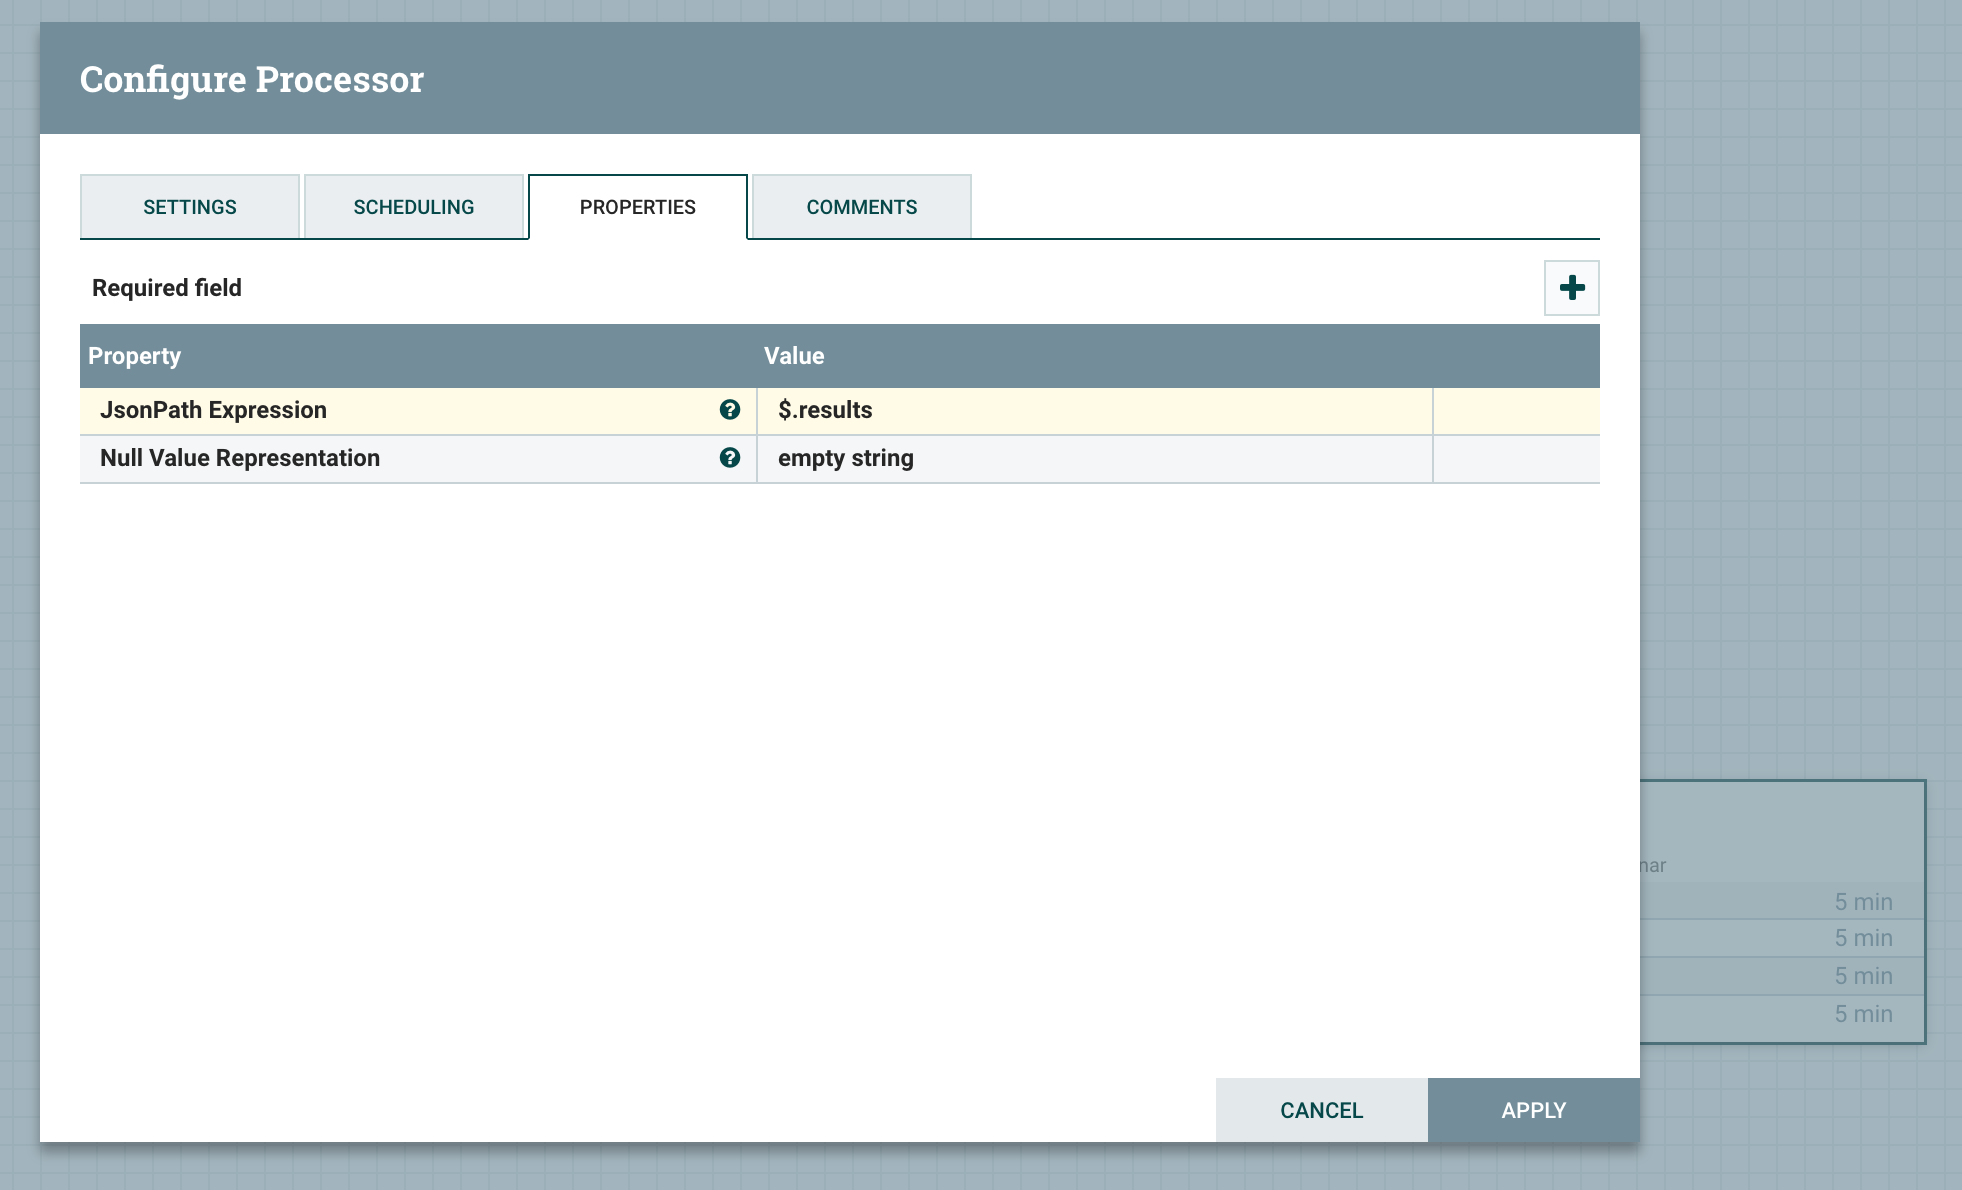 Configure Processor
SETTINGS SCHEDULING PROPERTIES COMMENTS
Required field
Property Value
JsonPath Expression $.results
Null Value Representation empty string
nar
5 min
5 min
5 min
5 min
CANCEL APPLY